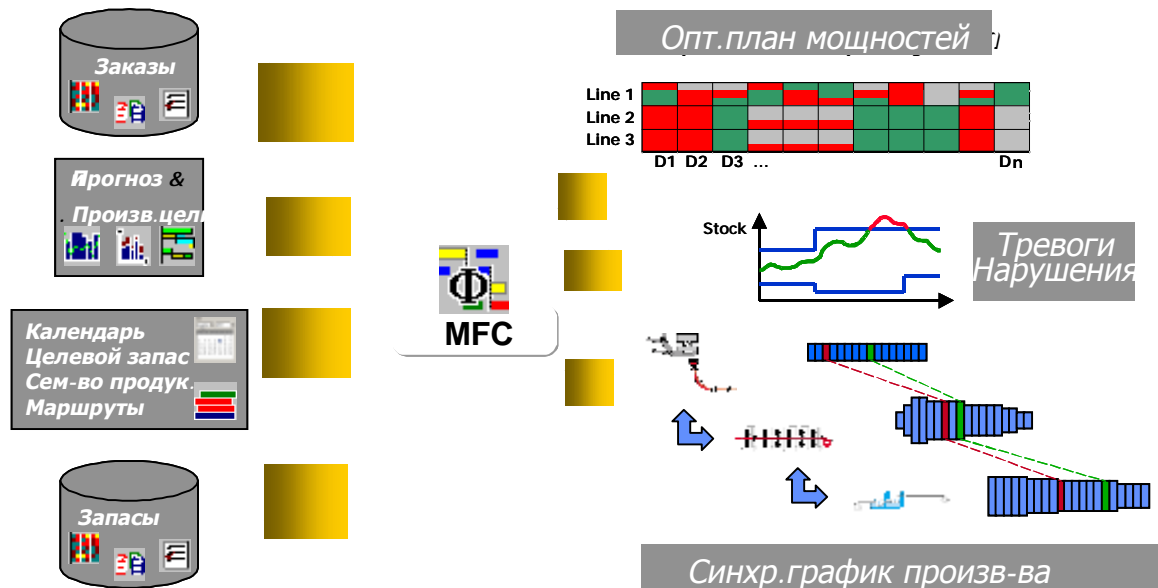 Заказы
Прогноз &
. Произв.цели
Календарь
Целевой запас
Сем-во продук.
Маршруты
Запасы
Ф
MFC
Опт.план мощностей
Line 1
Line 2
Line 3
D1 D2 D3 ... Dn
Stock
Тревоги
Нарушения
Синхр.график произв-ва